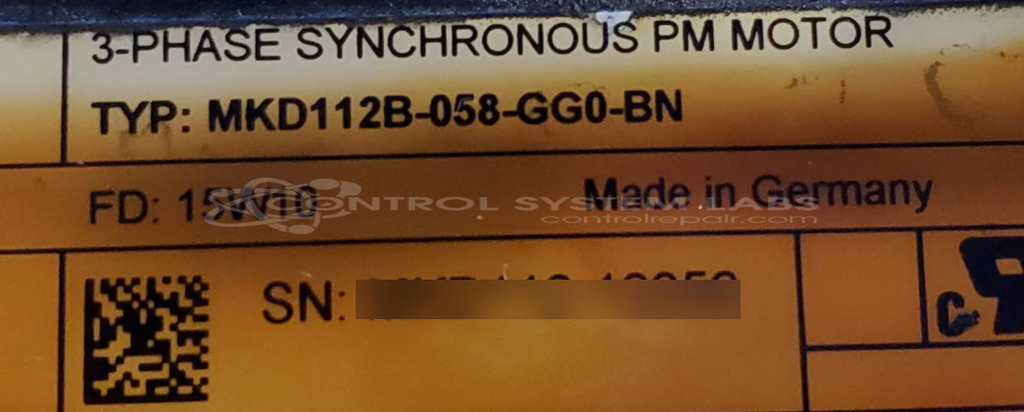 3-PHASE SYNCHRONOUS PM MOTOR
TYP: MKD112B-058-GG0-BN
FD: Made in Germany
CONTROL SYSTEM LABS
controlrepair.com
SN: